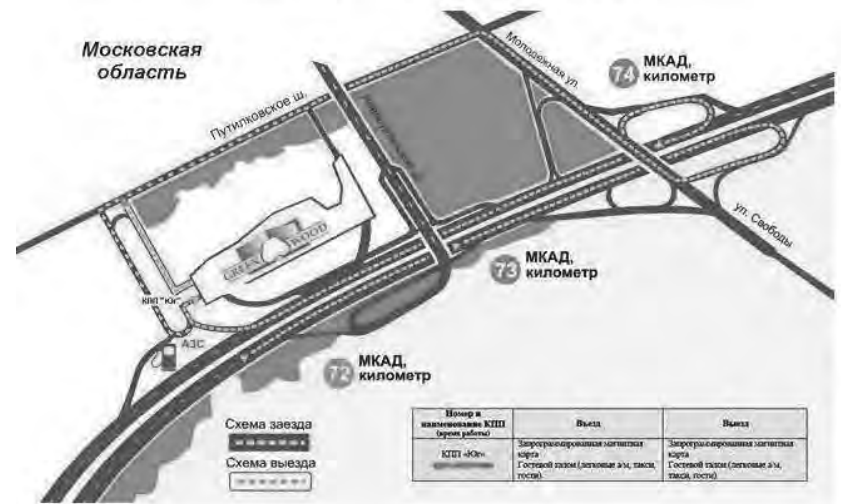 Московская
область
Путилковское ш.
Молодежная ул.
74 МКАД,
километр
ул. Свободы
GREEN WOOD
73 МКАД,
километр
КПП "Юг"
АЗС
72 МКАД,
километр
Схема заезда
Схема выезда
Номер и
наименование КПП
(время работы)
Въезд
Выезд
КПП «Юг»
Запрограммированная магнитная
карта
Гостевой талон (легковые а/м, такси,
гости).
Запрограммированная магнитная
карта
Гостевой талон (легковые а/м,
такси, гости).